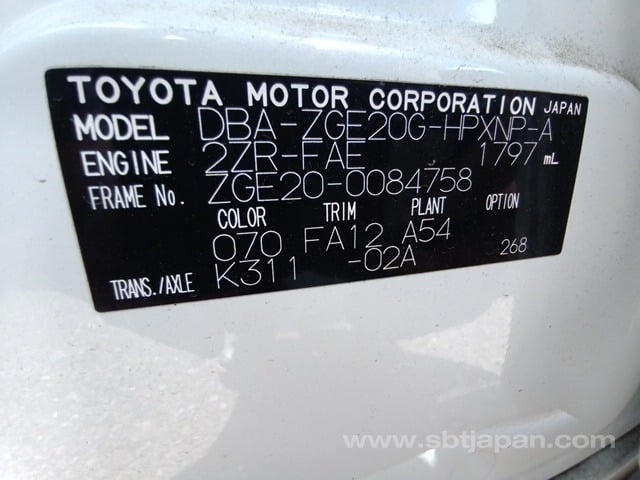 TOYOTA MOTOR CORPORATION JAPAN
MODEL DBA-ZGE20G-HPXNP-A
ENGINE 2ZR-FAE 1797 mL
FRAME No. ZGE20-0084758
COLOR TRIM PLANT OPTION
070 FA12 A54 268
TRANS./AXLE K311 -02A
www.sbtjapan.com